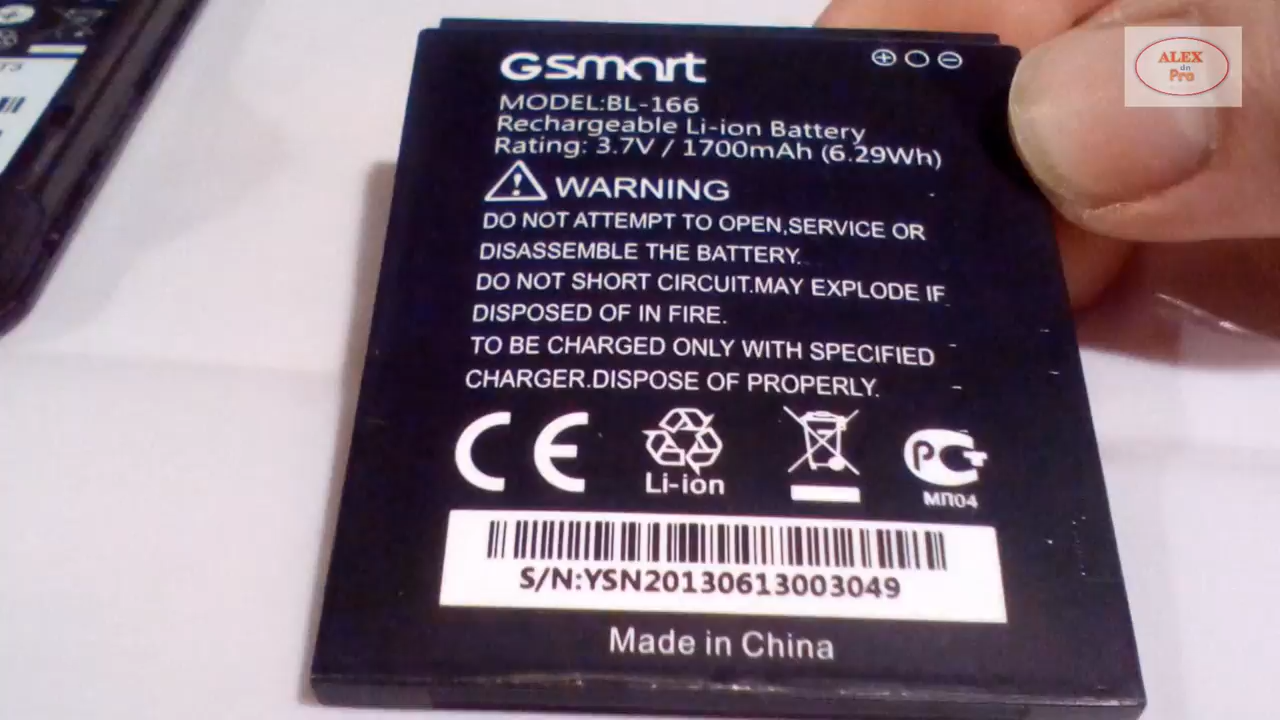 GSmart
MODEL:BL-166
Rechargeable Li-ion Battery
Rating: 3.7V / 1700mAh (6.29Wh)
WARNING
DO NOT ATTEMPT TO OPEN,SERVICE OR
DISASSEMBLE THE BATTERY.
DO NOT SHORT CIRCUIT.MAY EXPLODE IF
DISPOSED OF IN FIRE.
TO BE CHARGED ONLY WITH SPECIFIED
CHARGER.DISPOSE OF PROPERLY.
CE
Li-ion
РСт
МП04
S/N:YSN20130613003049
Made in China
ALEX
dn
Pro